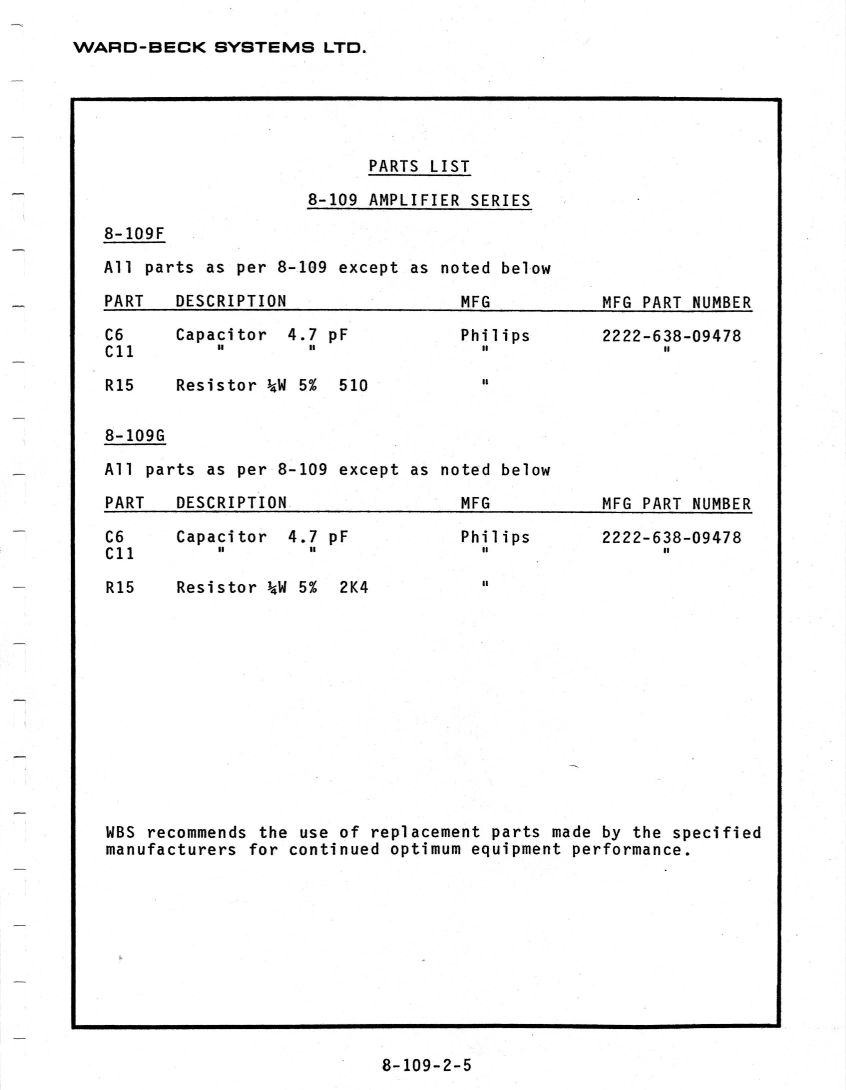 WARD-BECK SYSTEMS LTD.
PARTS LIST
8-109 AMPLIFIER SERIES
8-109F
All parts as per 8-109 except as noted below
PART DESCRIPTION MFG MFG PART NUMBER
C6 Capacitor 4.7 pF Philips 2222-638-09478
C11 " " " "
R15 Resistor ¼W 5% 510 "
8-109G
All parts as per 8-109 except as noted below
PART DESCRIPTION MFG MFG PART NUMBER
C6 Capacitor 4.7 pF Philips 2222-638-09478
C11 " " " "
R15 Resistor ¼W 5% 2K4 "
WBS recommends the use of replacement parts made by the specified
manufacturers for continued optimum equipment performance.
8-109-2-5